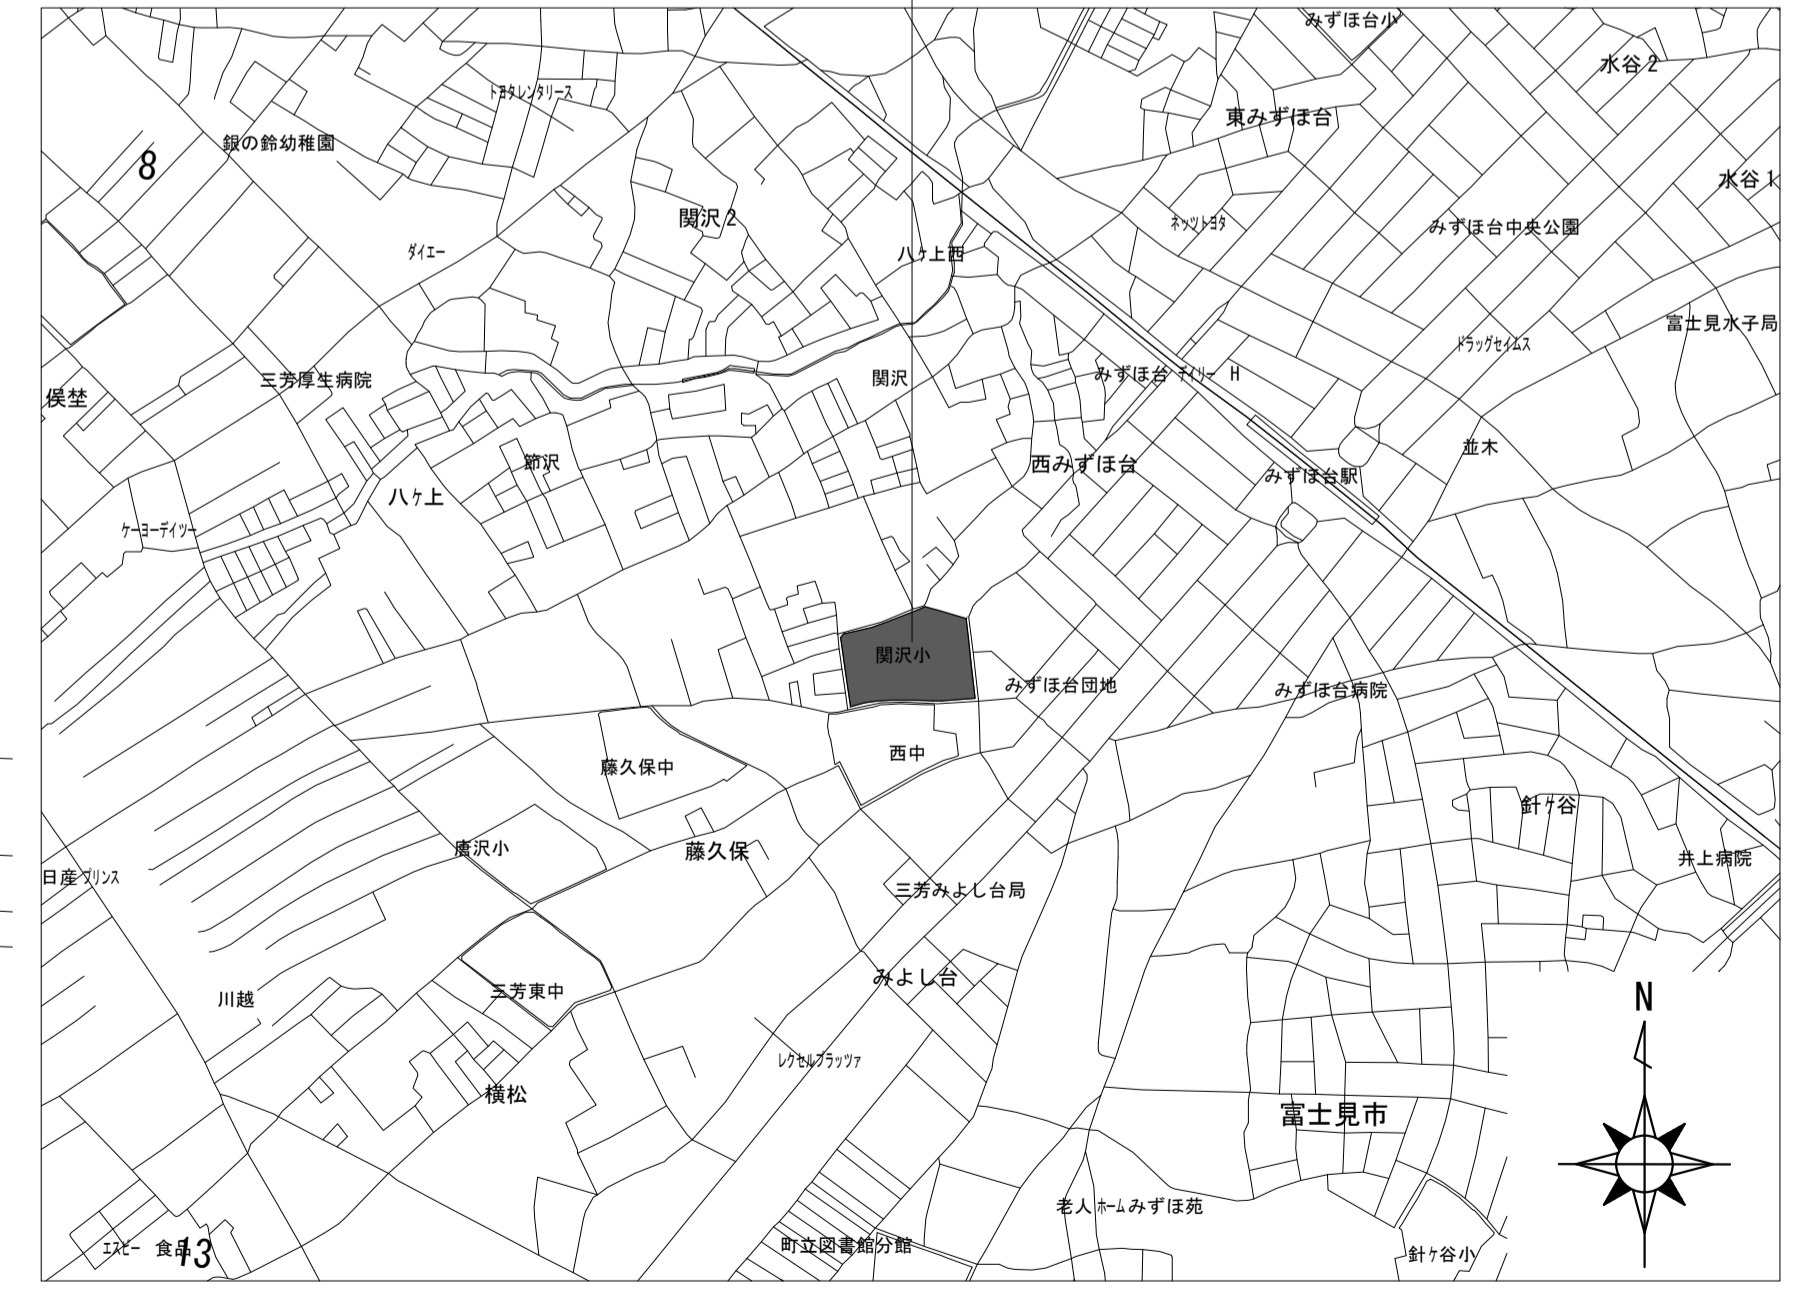 みずほ台小
水谷2
トヨタレンタリース
東みずほ台
銀の鈴幼稚園
8
水谷1
関沢2
ネッツトヨタ
みずほ台中央公園
ダイエー
八ヶ上西
富士見水子局
ドラッグセイムス
三芳厚生病院
関沢
みずほ台 デイリー H
俣埜
並木
節沢
西みずほ台
みずほ台駅
八ヶ上
ケーヨーデイツー
関沢小
みずほ台団地
みずほ台病院
西中
藤久保中
針ケ谷
唐沢小
藤久保
井上病院
日産プリンス
三芳みよし台局
みよし台
三芳東中
川越
N
レクセルプラッツァ
横松
富士見市
老人ホームみずほ苑
町立図書館分館
エスビー 食品
13
針ケ谷小